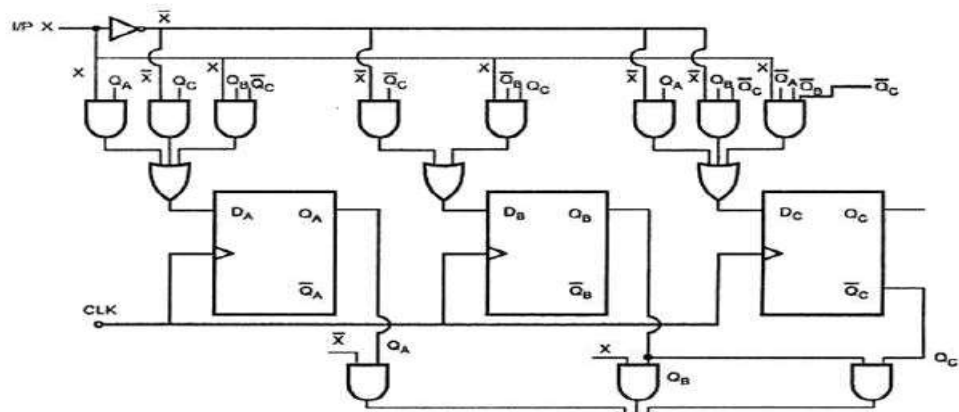 I/P X X̅
X Q_A X̅ Q_C X Q_B Q̅_C X̅ Q̅_C X Q̅_B Q_C X̅ Q_A X̅ Q_B Q̅_C X Q̅_A Q̅_B Q̅_C
D_A Q_A D_B Q_B D_C Q_C
Q̅_A Q̅_B Q̅_C
CLK
X̅ Q_A X Q_B Q_C